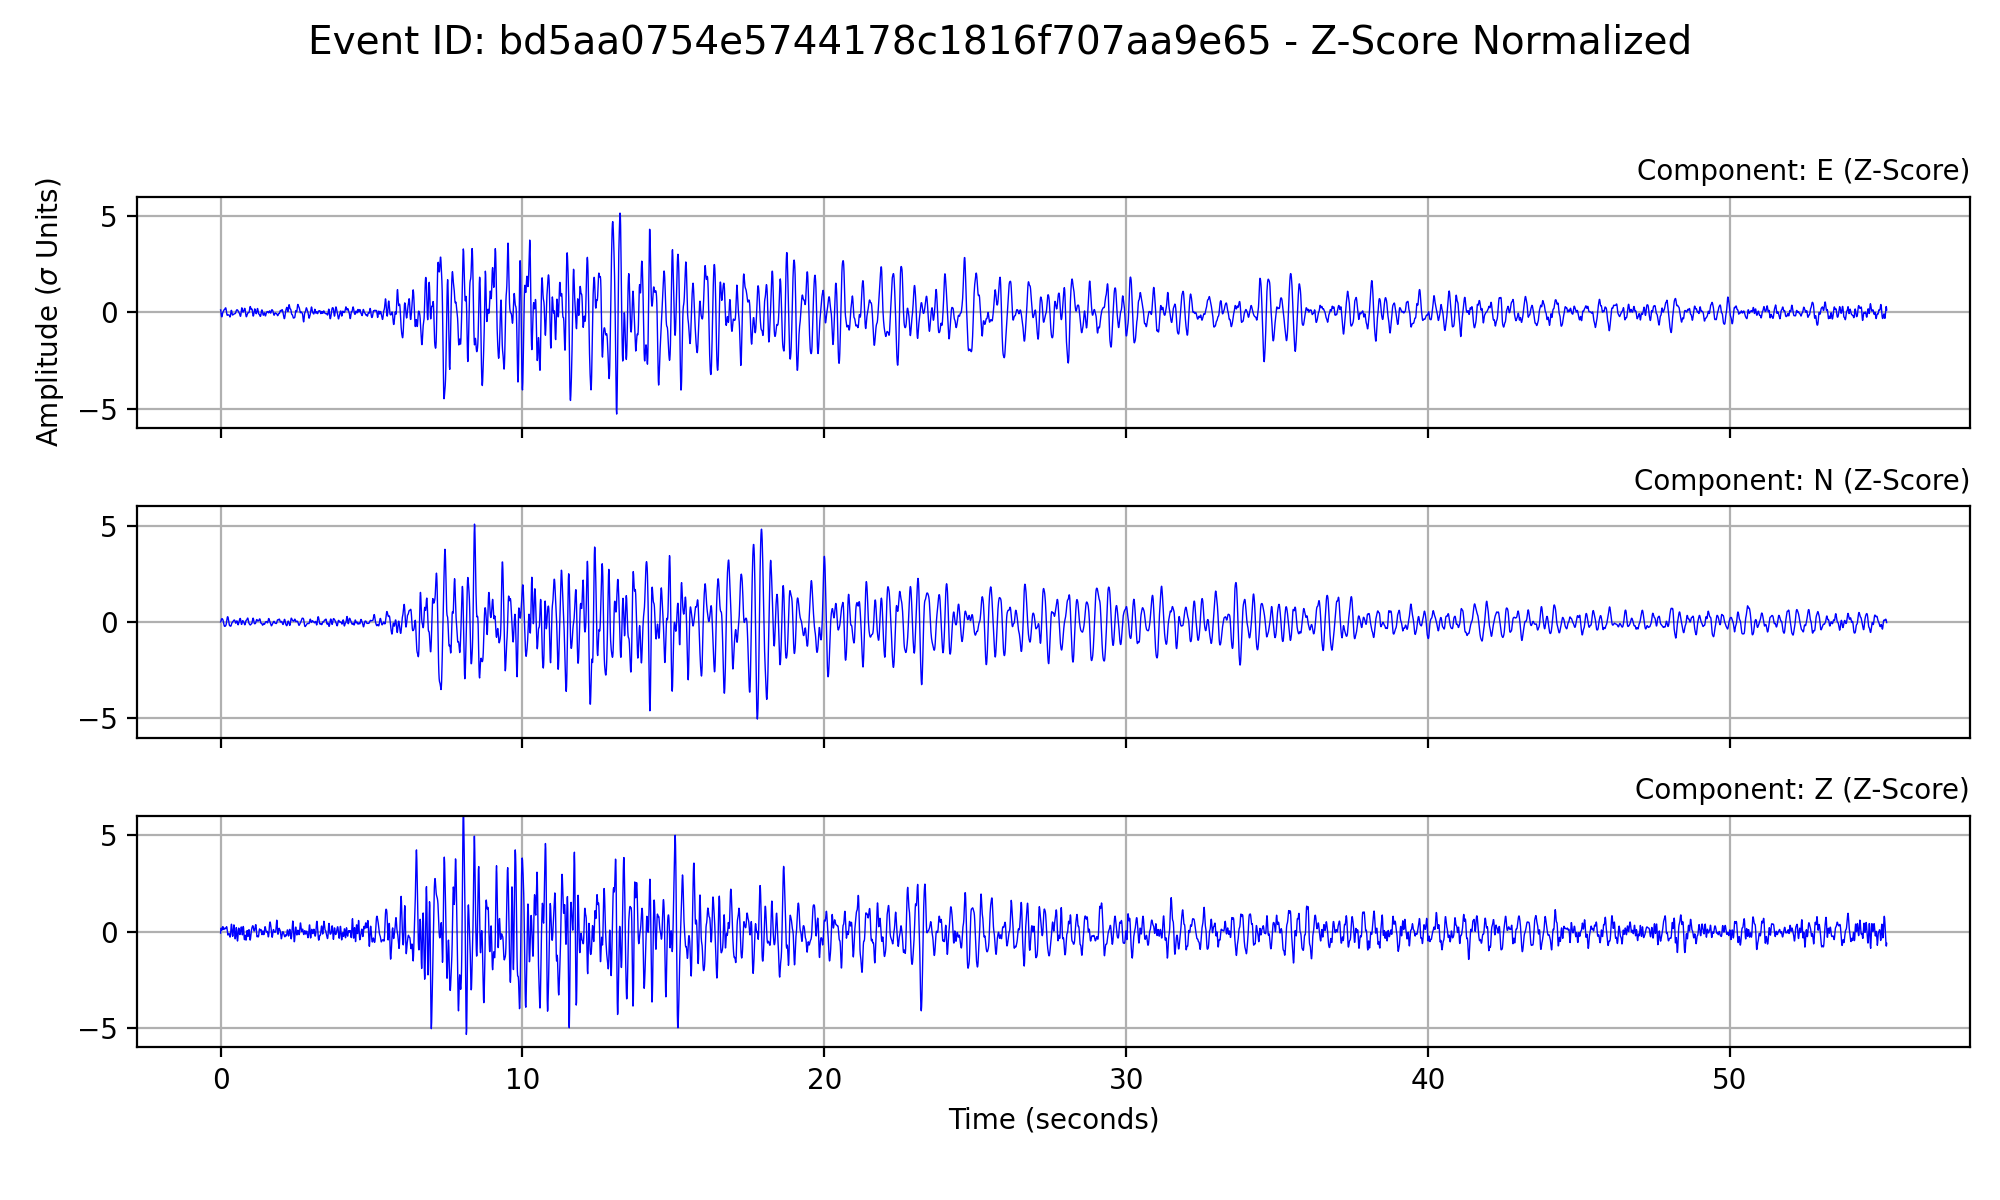 Event ID: bd5aa0754e5744178c1816f707aa9e65 - Z-Score Normalized
Component: E (Z-Score)
Amplitude (σ Units)
5
0
−5
Component: N (Z-Score)
5
0
−5
Component: Z (Z-Score)
5
0
−5
0 10 20 30 40 50
Time (seconds)